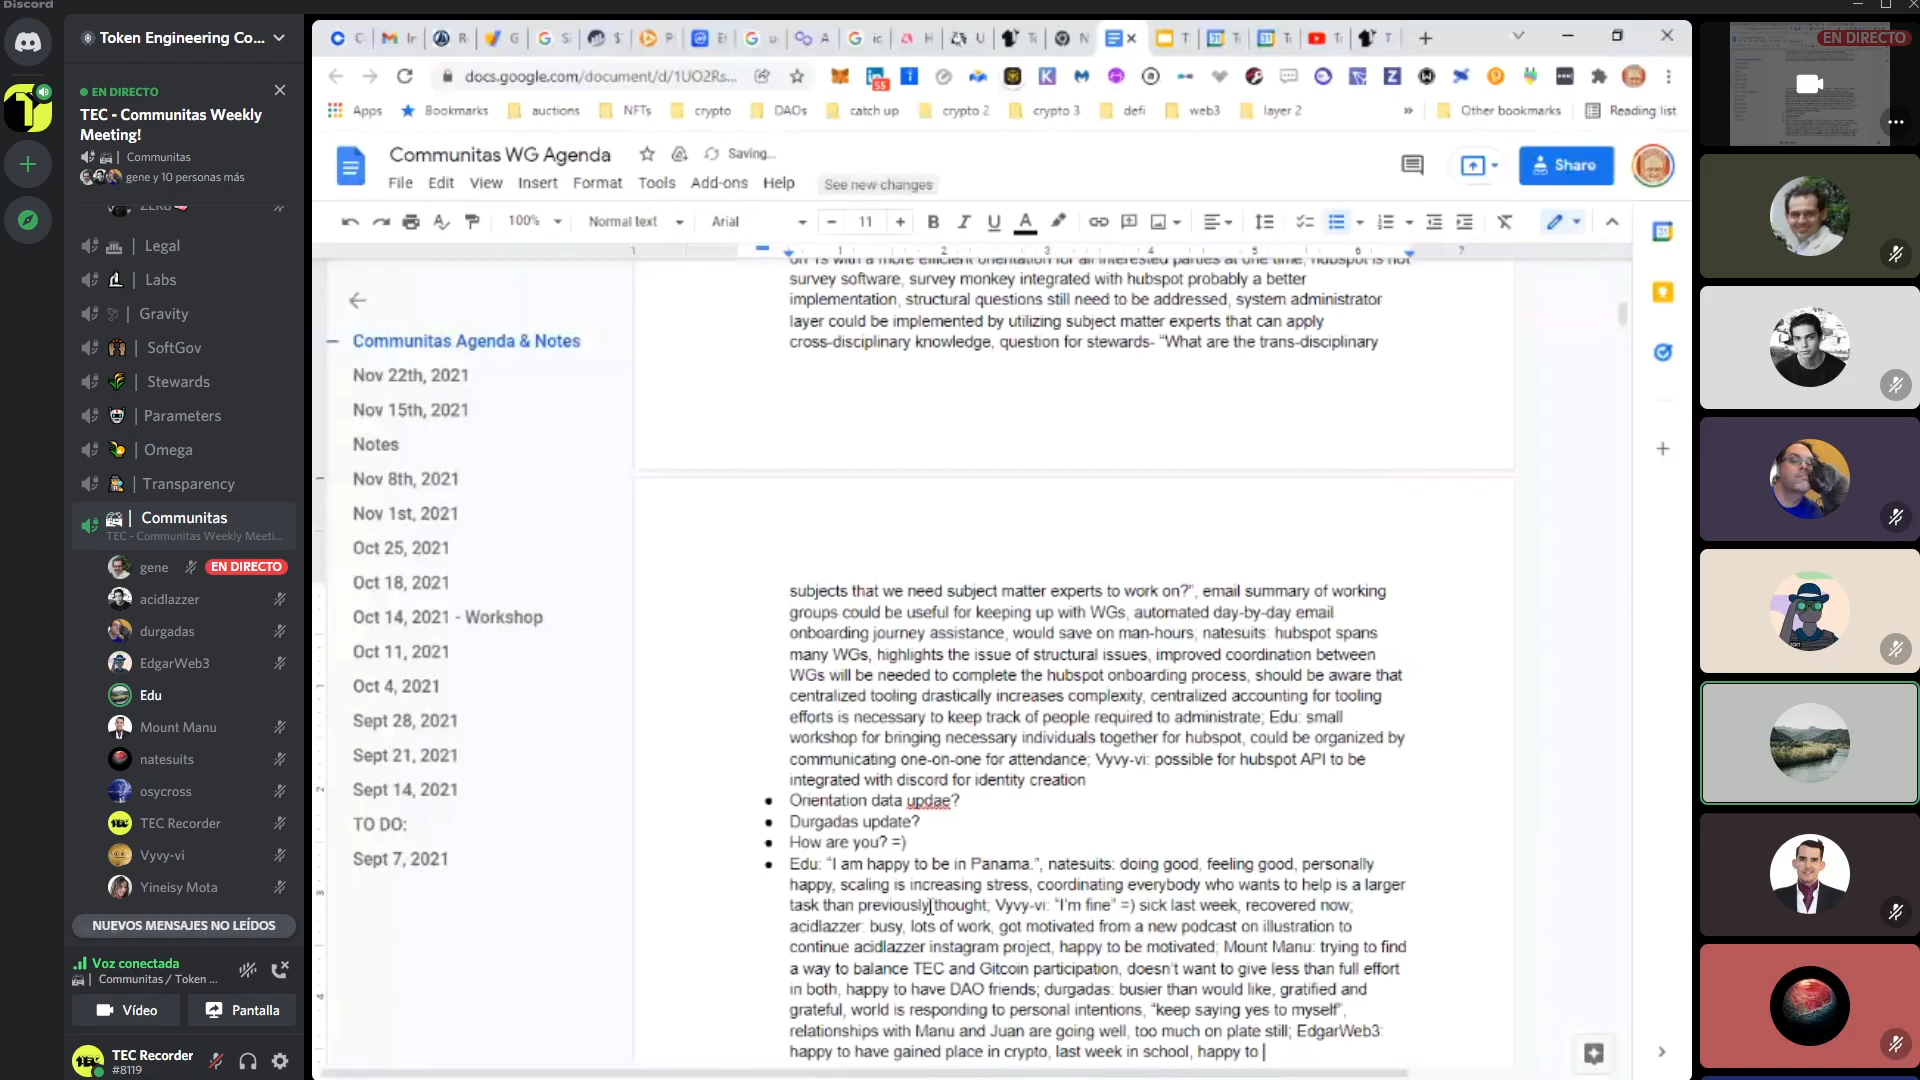 Discord
Token Engineering Co...
EN DIRECTO
TEC - Communitas Weekly
Meeting!
Communitas
gene y 10 personas más
Legal
Labs
Gravity
SoftGov
Stewards
Parameters
Omega
Transparency
Communitas
TEC - Communitas Weekly Meeti...
gene EN DIRECTO
acidlazzer
durgadas
EdgarWeb3
Edu
Mount Manu
natesuits
osycross
TEC Recorder
Vyvy-vi
Yineisy Mota
NUEVOS MENSAJES NO LEÍDOS
Voz conectada
Communitas / Token ...
Vídeo
Pantalla
TEC Recorder
#8119
docs.google.com/document/d/1UO2Rs...
55
Apps
Bookmarks
auctions
NFTs
crypto
DAOs
catch up
crypto 2
crypto 3
defi
web3
layer 2
»
Other bookmarks
Reading list
Communitas WG Agenda
Saving...
File Edit View Insert Format Tools Add-ons Help
See new changes
Share
100%
Normal text
Arial
11
Communitas Agenda & Notes
Nov 22th, 2021
Nov 15th, 2021
Notes
Nov 8th, 2021
Nov 1st, 2021
Oct 25, 2021
Oct 18, 2021
Oct 14, 2021 - Workshop
Oct 11, 2021
Oct 4, 2021
Sept 28, 2021
Sept 21, 2021
Sept 14, 2021
TO DO:
Sept 7, 2021
with a more efficient orientation for all interested parties at one time, hubspot is not
survey software, survey monkey integrated with hubspot probably a better
implementation, structural questions still need to be addressed, system administrator
layer could be implemented by utilizing subject matter experts that can apply
cross-disciplinary knowledge, question for stewards- “What are the trans-disciplinary
subjects that we need subject matter experts to work on?”, email summary of working
groups could be useful for keeping up with WGs, automated day-by-day email
onboarding journey assistance, would save on man-hours; natesuits: hubspot spans
many WGs, highlights the issue of structural issues, improved coordination between
WGs will be needed to complete the hubspot onboarding process, should be aware that
centralized tooling drastically increases complexity, centralized accounting for tooling
efforts is necessary to keep track of people required to administrate; Edu: small
workshop for bringing necessary individuals together for hubspot, could be organized by
communicating one-on-one for attendance; Vyvy-vi: possible for hubspot API to be
integrated with discord for identity creation
● Orientation data updae?
● Durgadas update?
● How are you? =)
● Edu: “I am happy to be in Panama.”, natesuits: doing good, feeling good, personally
happy, scaling is increasing stress, coordinating everybody who wants to help is a larger
task than previously thought; Vyvy-vi: “I’m fine” =) sick last week, recovered now;
acidlazzer: busy, lots of work, got motivated from a new podcast on illustration to
continue acidlazzer instagram project, happy to be motivated; Mount Manu: trying to find
a way to balance TEC and Gitcoin participation, doesn’t want to give less than full effort
in both, happy to have DAO friends; durgadas: busier than would like, gratified and
grateful, world is responding to personal intentions, “keep saying yes to myself”,
relationships with Manu and Juan are going well, too much on plate still; EdgarWeb3:
happy to have gained place in crypto, last week in school, happy to
EN DIRECTO